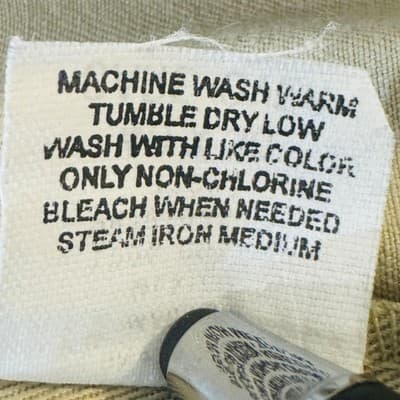 MACHINE WASH WARM
TUMBLE DRY LOW
WASH WITH LIKE COLOR
ONLY NON-CHLORINE
BLEACH WHEN NEEDED
STEAM IRON MEDIUM